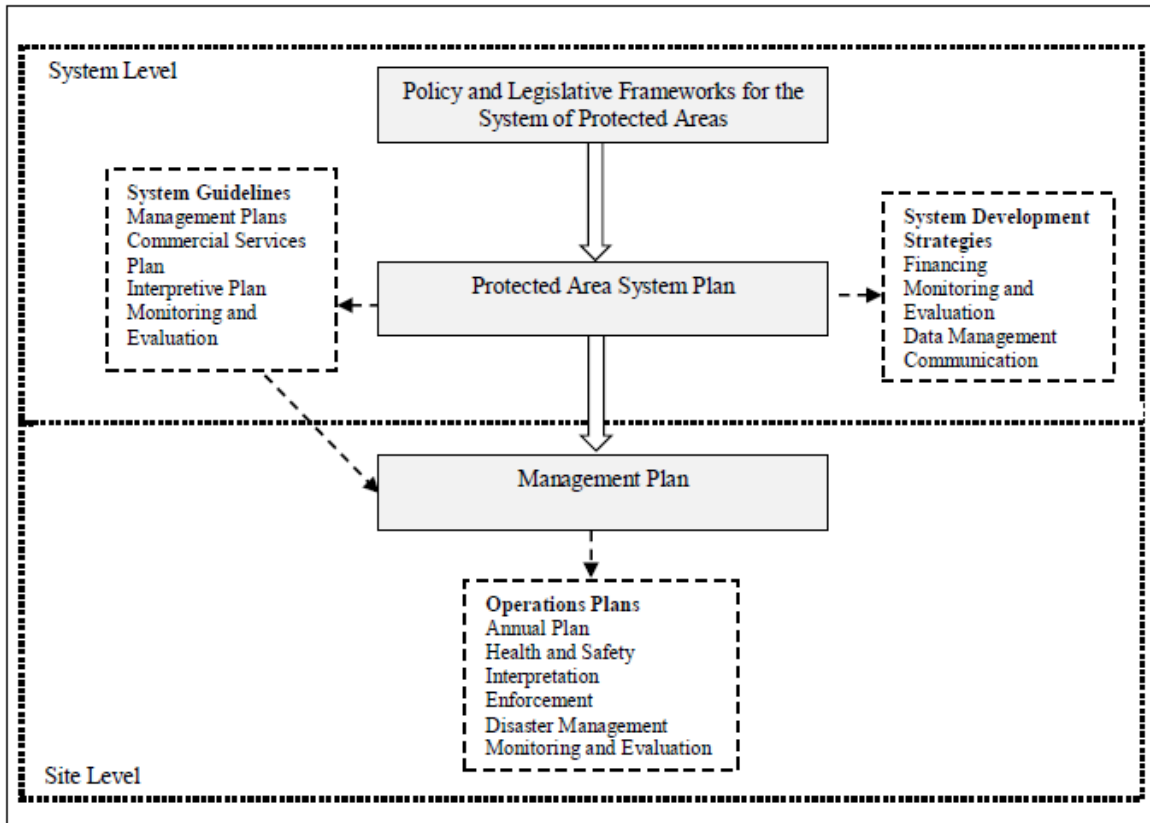 System Level
Policy and Legislative Frameworks for the
System of Protected Areas
System Guidelines
Management Plans
Commercial Services
Plan
Interpretive Plan
Monitoring and
Evaluation
Protected Area System Plan
System Development
Strategies
Financing
Monitoring and
Evaluation
Data Management
Communication
Management Plan
Operations Plans
Annual Plan
Health and Safety
Interpretation
Enforcement
Disaster Management
Monitoring and Evaluation
Site Level